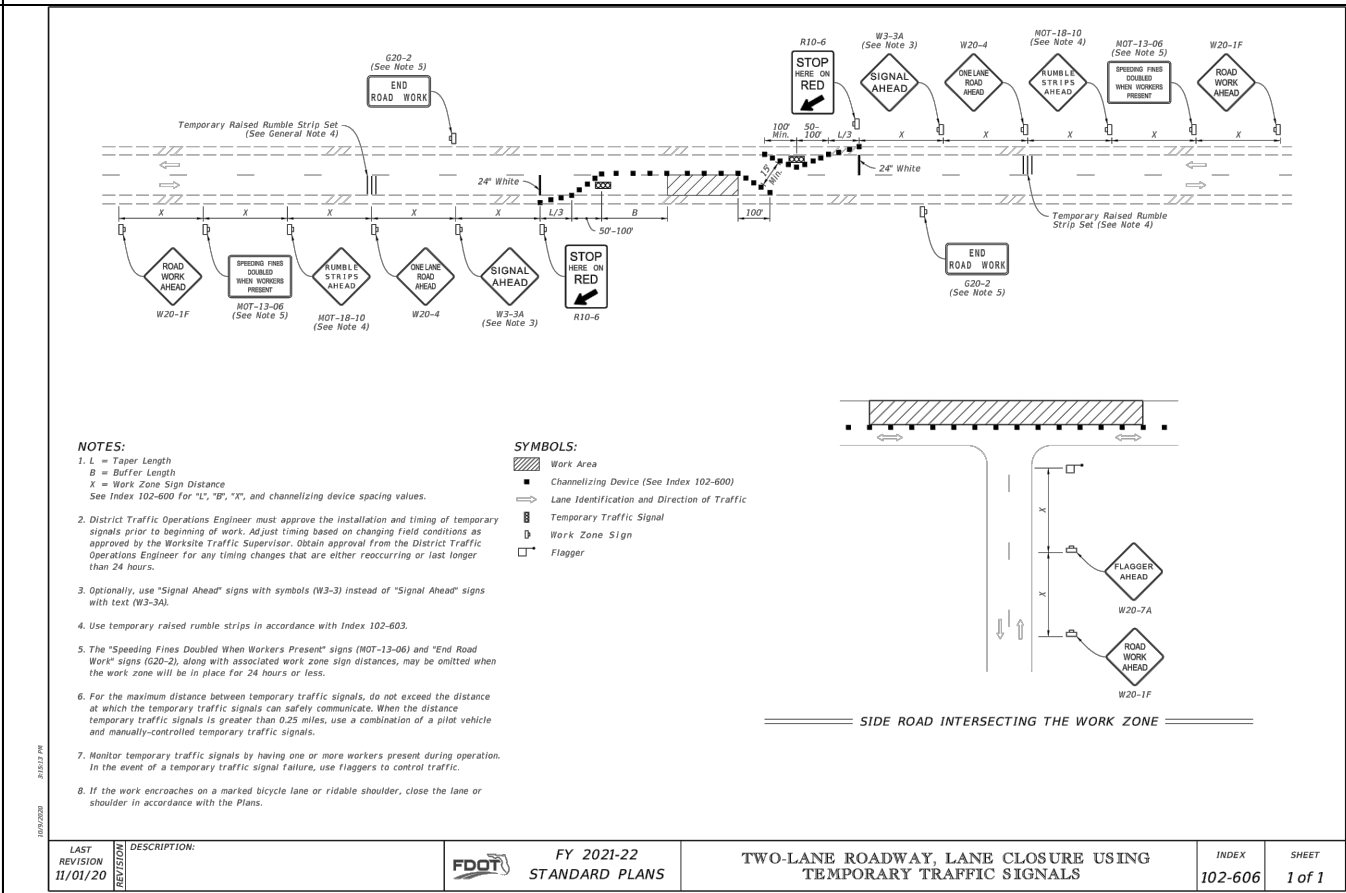 G20-2
(See Note 5)
END
ROAD WORK
Temporary Raised Rumble Strip Set
(See General Note 4)
R10-6
STOP
HERE ON
RED
W3-3A
(See Note 3)
SIGNAL
AHEAD
W20-4
ONE LANE
ROAD
AHEAD
MOT-18-10
(See Note 4)
RUMBLE
STRIPS
AHEAD
MOT-13-06
(See Note 5)
SPEEDING FINES
DOUBLED
WHEN WORKERS
PRESENT
W20-1F
ROAD
WORK
AHEAD
100'
Min.
50-
100'
L/3
X
X
X
X
X
15'
Min.
24" White
24" White
X
X
X
X
X
L/3
B
100'
50'-100'
Temporary Raised Rumble
Strip Set (See Note 4)
ROAD
WORK
AHEAD
W20-1F
SPEEDING FINES
DOUBLED
WHEN WORKERS
PRESENT
MOT-13-06
(See Note 5)
RUMBLE
STRIPS
AHEAD
MOT-18-10
(See Note 4)
ONE LANE
ROAD
AHEAD
W20-4
SIGNAL
AHEAD
W3-3A
(See Note 3)
STOP
HERE ON
RED
R10-6
END
ROAD WORK
G20-2
(See Note 5)
NOTES:
1. L = Taper Length
B = Buffer Length
X = Work Zone Sign Distance
See Index 102-600 for "L", "B", "X", and channelizing device spacing values.
2. District Traffic Operations Engineer must approve the installation and timing of temporary
signals prior to beginning of work. Adjust timing based on changing field conditions as
approved by the Worksite Traffic Supervisor. Obtain approval from the District Traffic
Operations Engineer for any timing changes that are either reoccurring or last longer
than 24 hours.
3. Optionally, use "Signal Ahead" signs with symbols (W3-3) instead of "Signal Ahead" signs
with text (W3-3A).
4. Use temporary raised rumble strips in accordance with Index 102-603.
5. The "Speeding Fines Doubled When Workers Present" signs (MOT-13-06) and "End Road
Work" signs (G20-2), along with associated work zone sign distances, may be omitted when
the work zone will be in place for 24 hours or less.
6. For the maximum distance between temporary traffic signals, do not exceed the distance
at which the temporary traffic signals can safely communicate. When the distance
temporary traffic signals is greater than 0.25 miles, use a combination of a pilot vehicle
and manually-controlled temporary traffic signals.
7. Monitor temporary traffic signals by having one or more workers present during operation.
In the event of a temporary traffic signal failure, use flaggers to control traffic.
8. If the work encroaches on a marked bicycle lane or ridable shoulder, close the lane or
shoulder in accordance with the Plans.
SYMBOLS:
Work Area
Channelizing Device (See Index 102-600)
Lane Identification and Direction of Traffic
Temporary Traffic Signal
Work Zone Sign
Flagger
X
X
FLAGGER
AHEAD
W20-7A
ROAD
WORK
AHEAD
W20-1F
SIDE ROAD INTERSECTING THE WORK ZONE
10/9/2020 3:15:13 PM
LAST
REVISION
11/01/20
REVISION
DESCRIPTION:
FDOT
FY 2021-22
STANDARD PLANS
TWO-LANE ROADWAY, LANE CLOSURE USING
TEMPORARY TRAFFIC SIGNALS
INDEX
102-606
SHEET
1 of 1